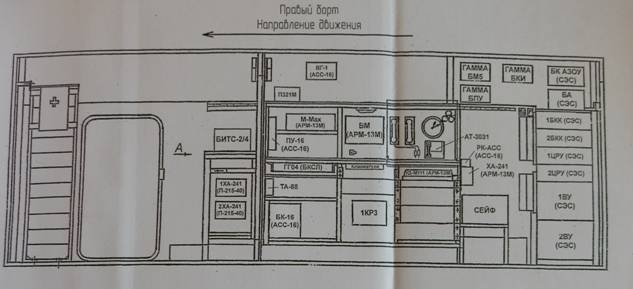 Правый борт
Направление движения
ВГ-1
(АСС-16)
П321М
ГАММА
БМ5
ГАММА
БКИ
БК АЗОУ
(СЭС)
ГАММА
БПУ
БА
(СЭС)
М-Мах
(АРМ-13М)
ПУ-16
(АСС-16)
БМ
(АРМ-13М)
БИТС-2/4
А
АТ-3031
РК-АСС
(АСС-16)
ХА-241
(АРМ-13М)
1БКК (СЭС)
2БКК (СЭС)
1ЦРУ (СЭС)
2ЦРУ (СЭС)
ГГ04 (БКСЛ)
ТА-88
1ХА-241
(П-215-40)
2ХА-241
(П-215-40)
БК-16
(АСС-16)
1КРЗ
СЕЙФ
1ВУ
(СЭС)
2ВУ
(СЭС)